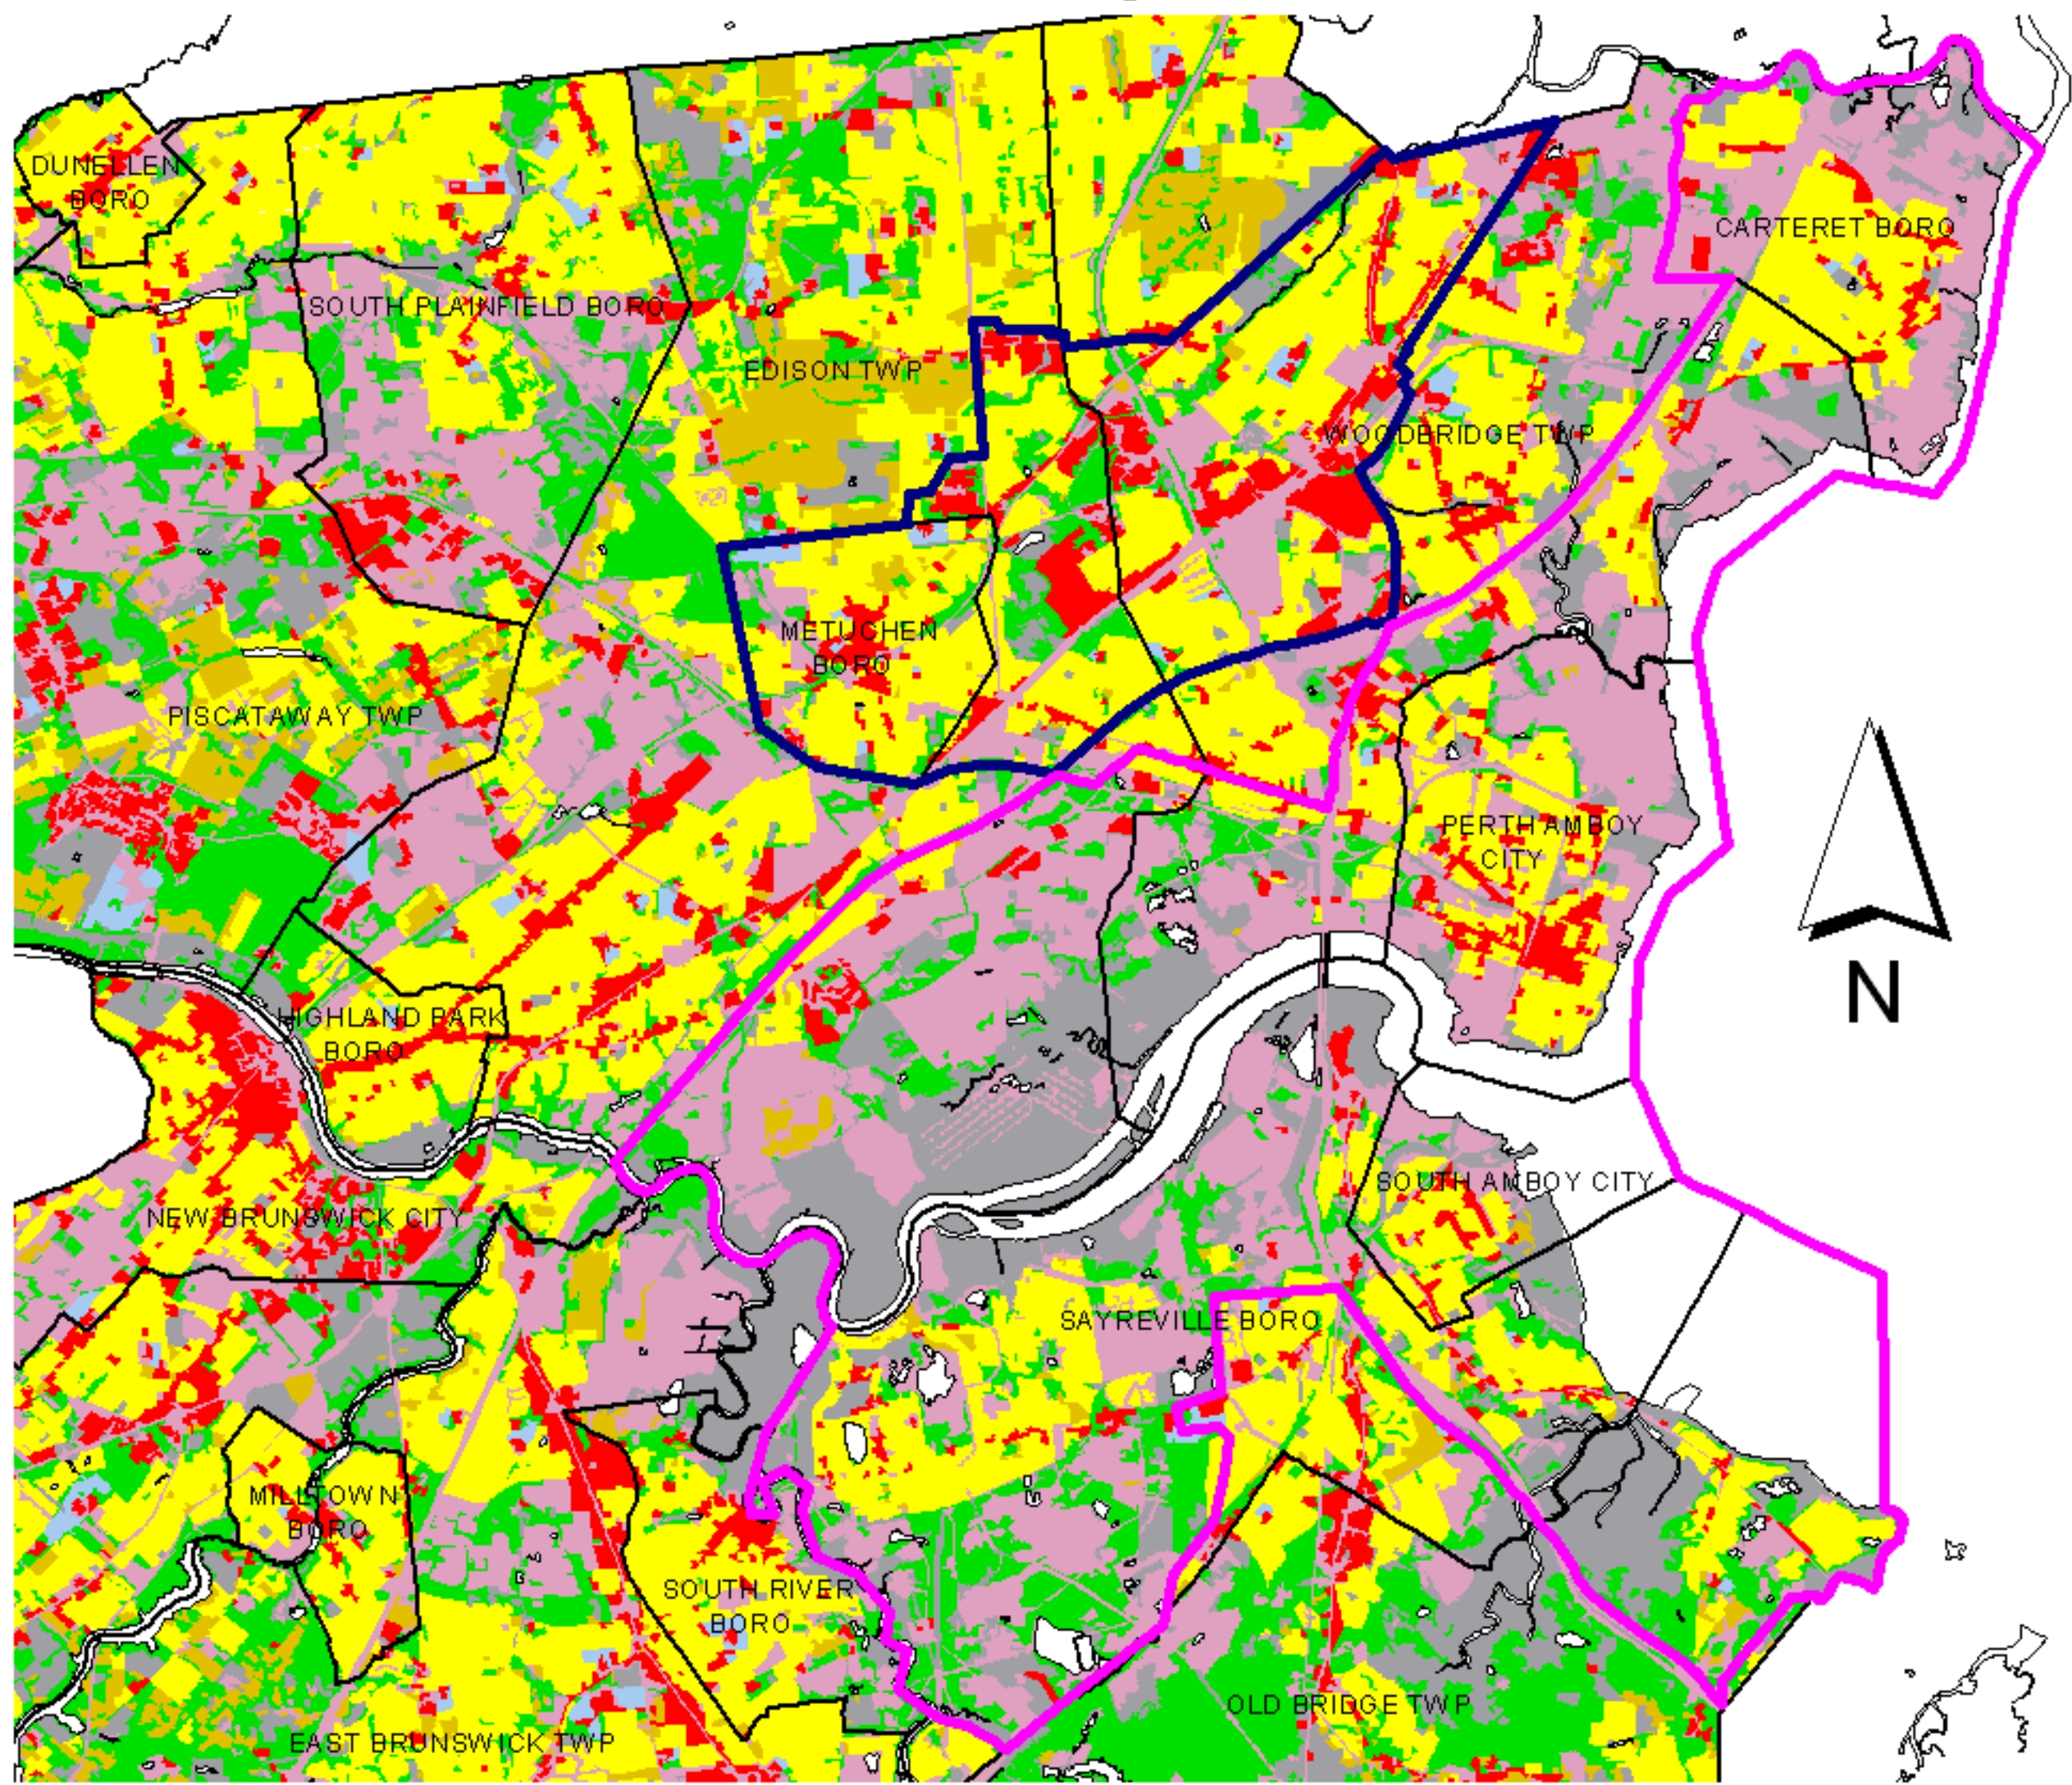 DUNELLEN
BORO
CARTERET BORO
SOUTH PLAINFIELD BORO
EDISON TWP
WOODBRIDGE TWP
METUCHEN
BORO
PISCATAWAY TWP
PERTH AMBOY
CITY
N
HIGHLAND PARK
BORO
SOUTH AMBOY CITY
NEW BRUNSWICK CITY
SAYREVILLE BORO
MILLTOWN
BORO
SOUTH RIVER
BORO
OLD BRIDGE TWP
EAST BRUNSWICK TWP